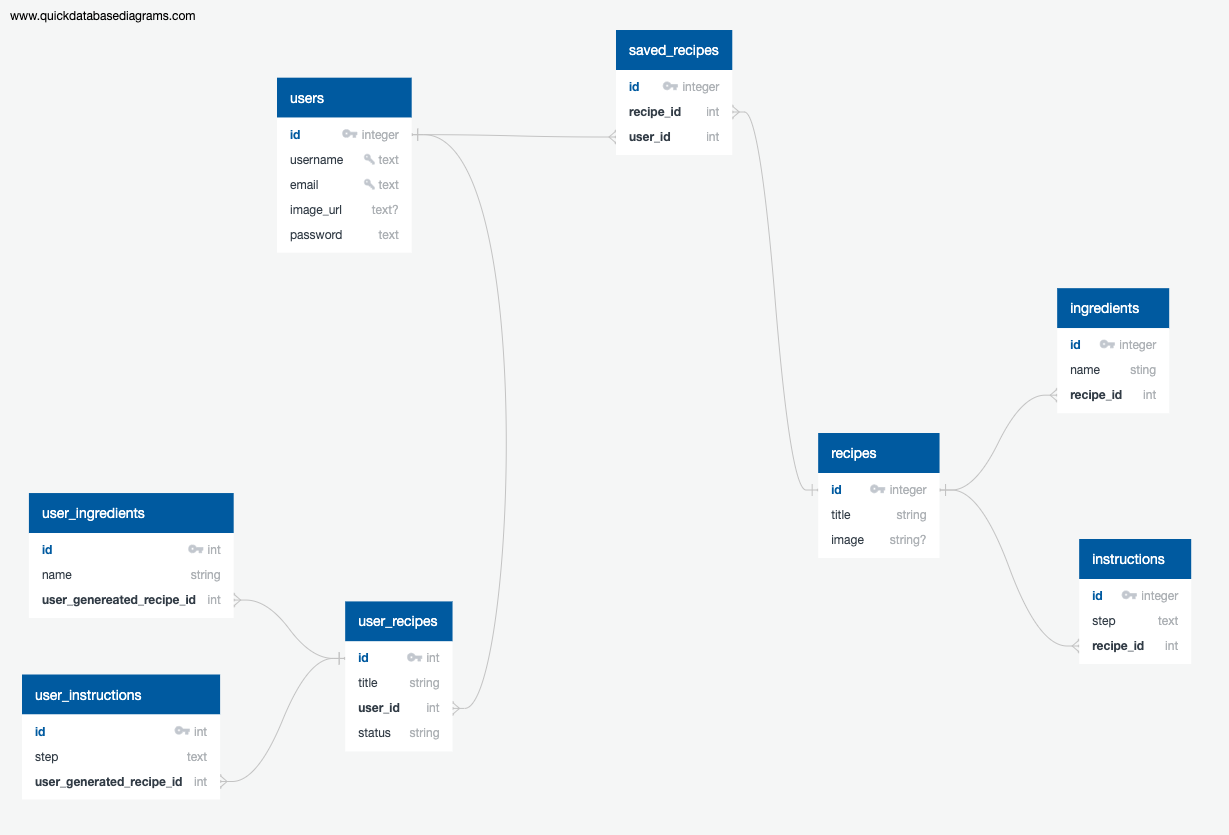 www.quickdatabasediagrams.com
users
id integer
username text
email text
image_url text?
password text
saved_recipes
id integer
recipe_id int
user_id int
ingredients
id integer
name sting
recipe_id int
recipes
id integer
title string
image string?
instructions
id integer
step text
recipe_id int
user_ingredients
id int
name string
user_genereated_recipe_id int
user_recipes
id int
title string
user_id int
status string
user_instructions
id int
step text
user_generated_recipe_id int